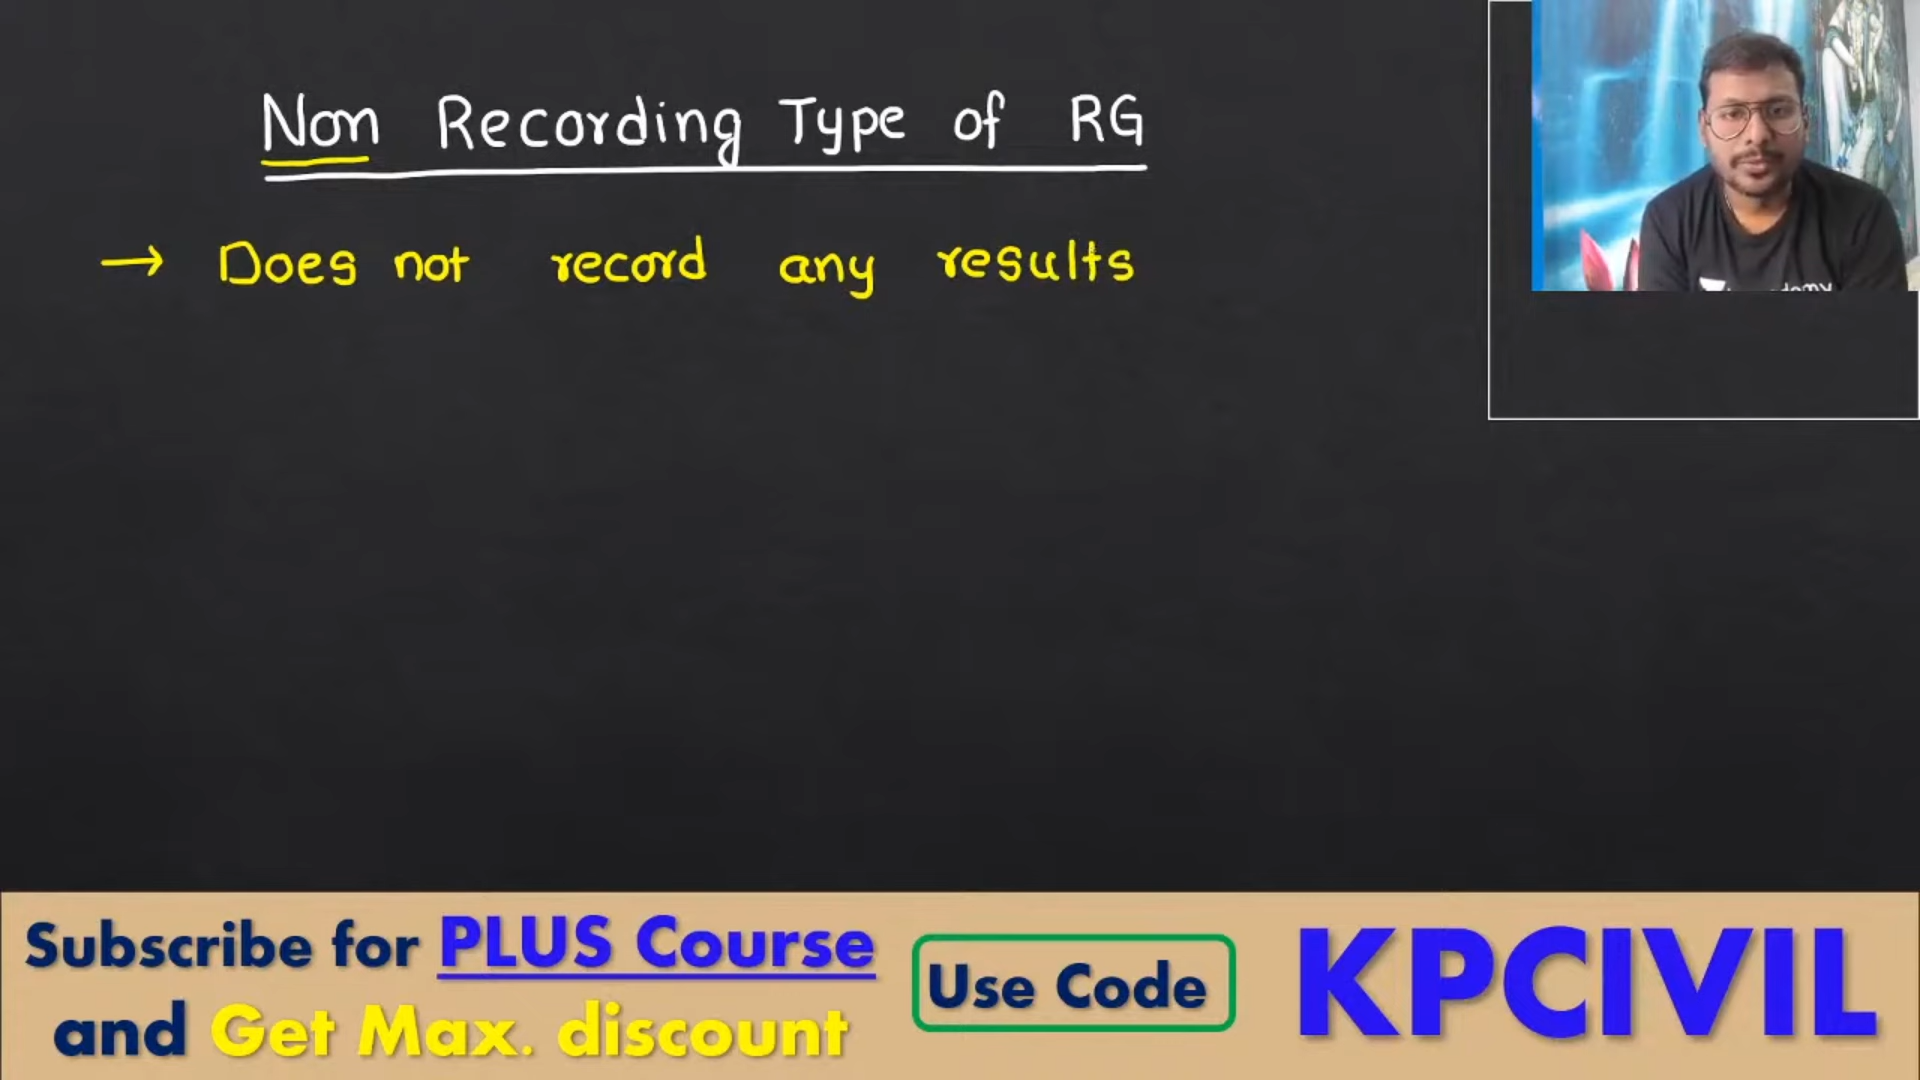 Non Recording Type of RG
→ Does not record any results
Subscribe for PLUS Course
and Get Max. discount
Use Code
KPCIVIL